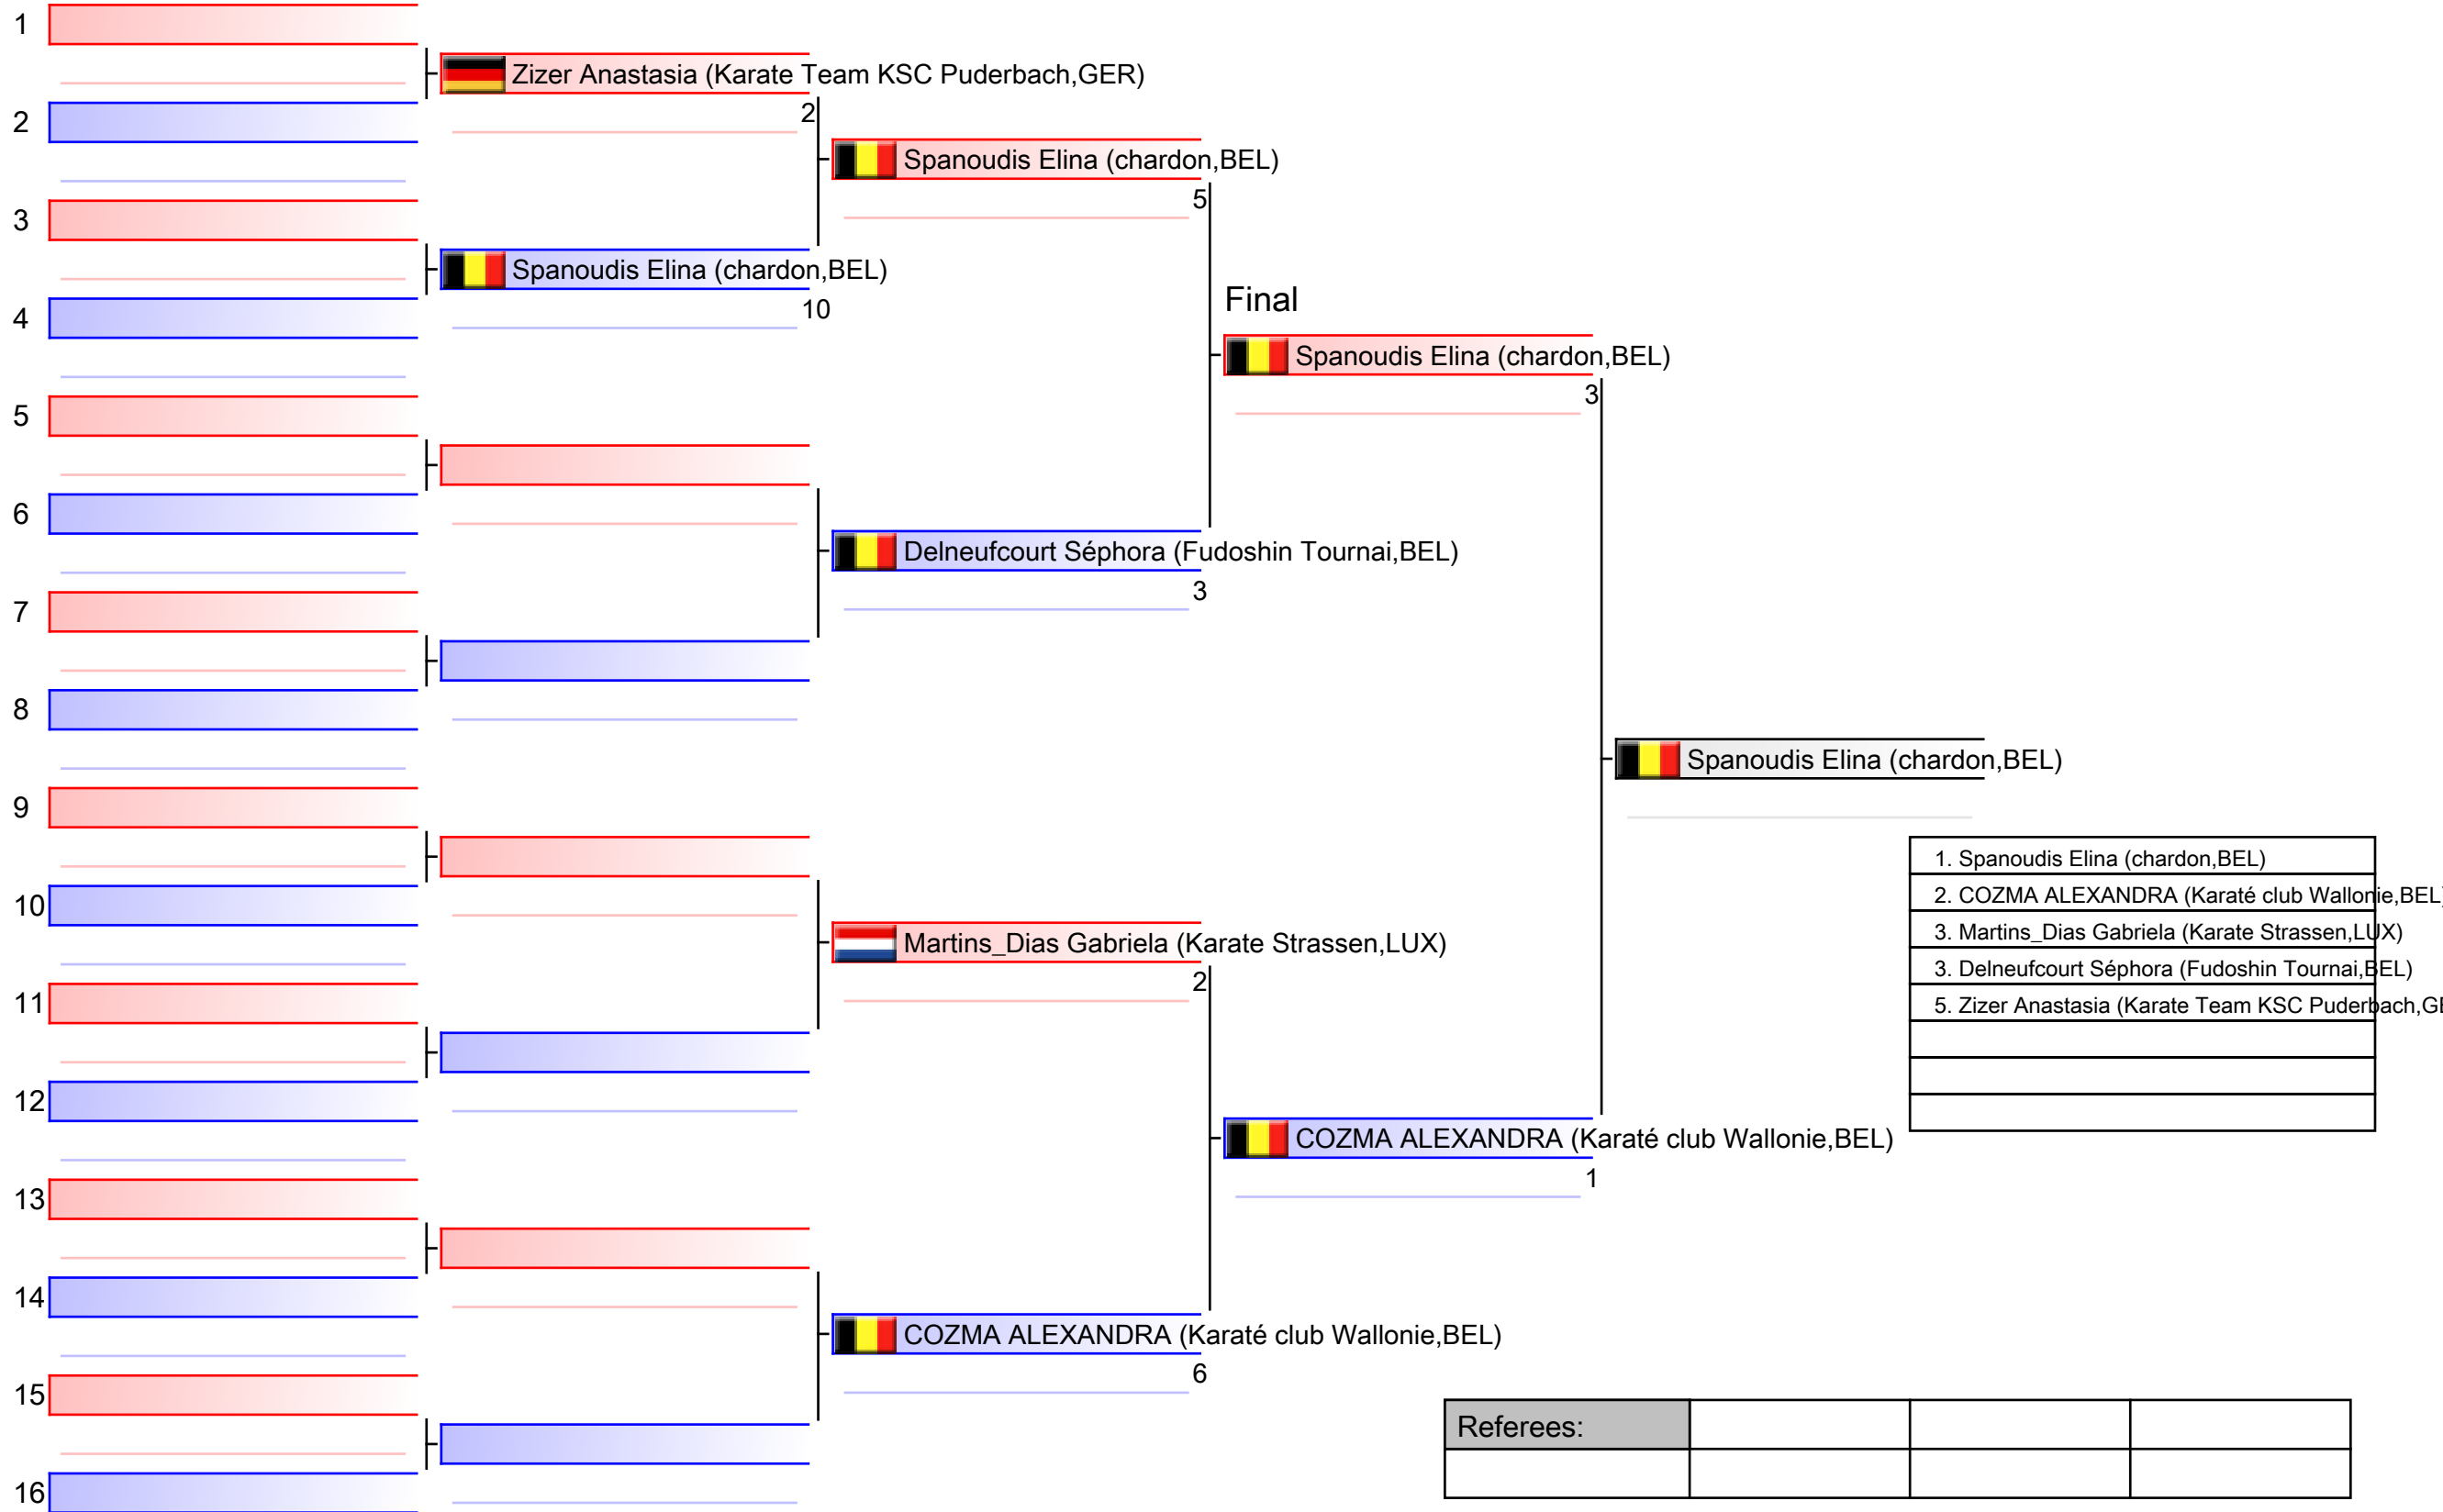 1
Zizer Anastasia (Karate Team KSC Puderbach,GER)
2
2
Spanoudis Elina (chardon,BEL)
5
3
Spanoudis Elina (chardon,BEL)
10
4
Final
Spanoudis Elina (chardon,BEL)
3
5
6
Delneufcourt Séphora (Fudoshin Tournai,BEL)
3
7
8
Spanoudis Elina (chardon,BEL)
9
1. Spanoudis Elina (chardon,BEL)
2. COZMA ALEXANDRA (Karaté club Wallonie,BEL)
3. Martins_Dias Gabriela (Karate Strassen,LUX)
3. Delneufcourt Séphora (Fudoshin Tournai,BEL)
5. Zizer Anastasia (Karate Team KSC Puderbach,GE
10
Martins_Dias Gabriela (Karate Strassen,LUX)
2
11
12
COZMA ALEXANDRA (Karaté club Wallonie,BEL)
1
13
14
COZMA ALEXANDRA (Karaté club Wallonie,BEL)
6
15
16
Referees: